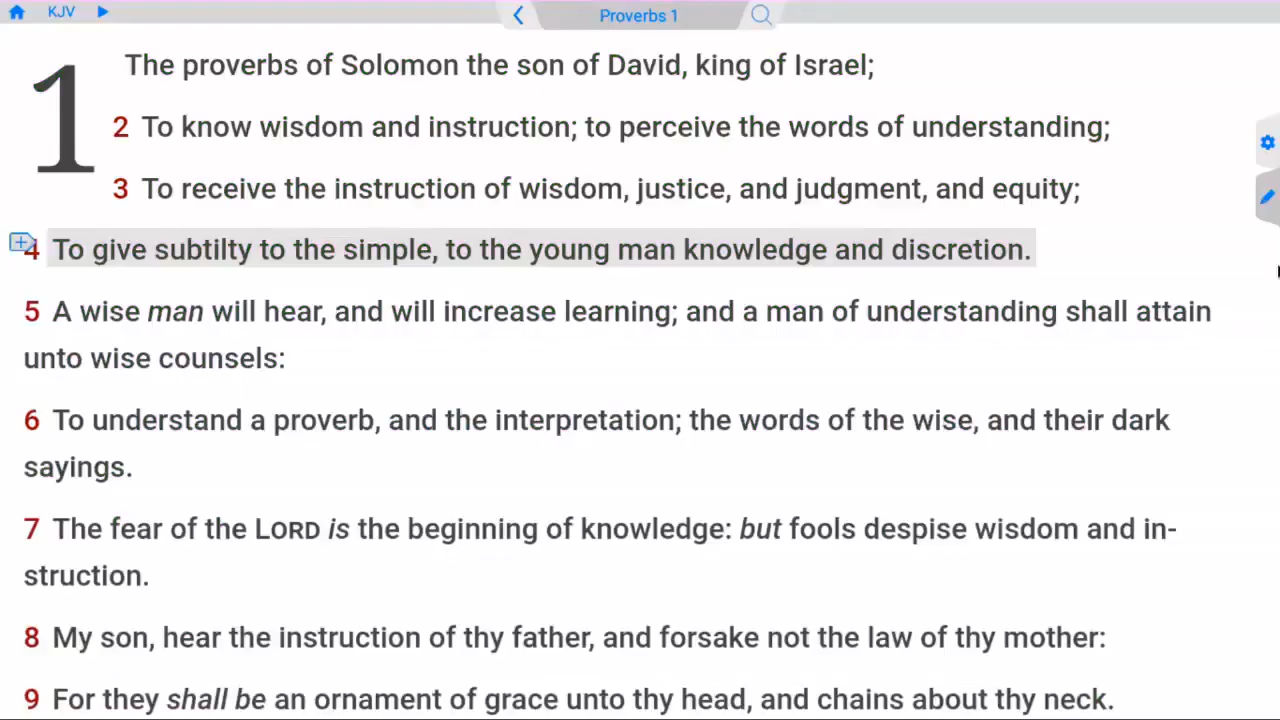 KJV
Proverbs 1
1 The proverbs of Solomon the son of David, king of Israel;
2 To know wisdom and instruction; to perceive the words of understanding;
3 To receive the instruction of wisdom, justice, and judgment, and equity;
4 To give subtilty to the simple, to the young man knowledge and discretion.
5 A wise man will hear, and will increase learning; and a man of understanding shall attain
unto wise counsels:
6 To understand a proverb, and the interpretation; the words of the wise, and their dark
sayings.
7 The fear of the LORD is the beginning of knowledge: but fools despise wisdom and in-
struction.
8 My son, hear the instruction of thy father, and forsake not the law of thy mother:
9 For they shall be an ornament of grace unto thy head, and chains about thy neck.